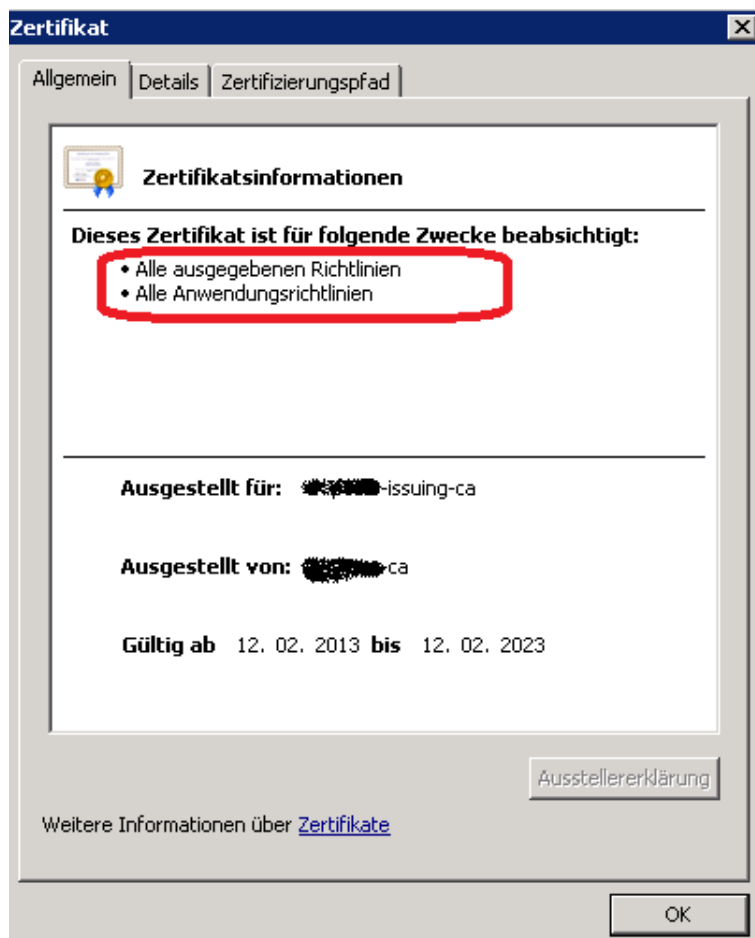 Zertifikat
Allgemein Details Zertifizierungspfad
Zertifikatsinformationen
Dieses Zertifikat ist für folgende Zwecke beabsichtigt:
• Alle ausgegebenen Richtlinien
• Alle Anwendungsrichtlinien
Ausgestellt für: -issuing-ca
Ausgestellt von: ca
Gültig ab 12. 02. 2013 bis 12. 02. 2023
Ausstellererklärung
Weitere Informationen über Zertifikate
OK